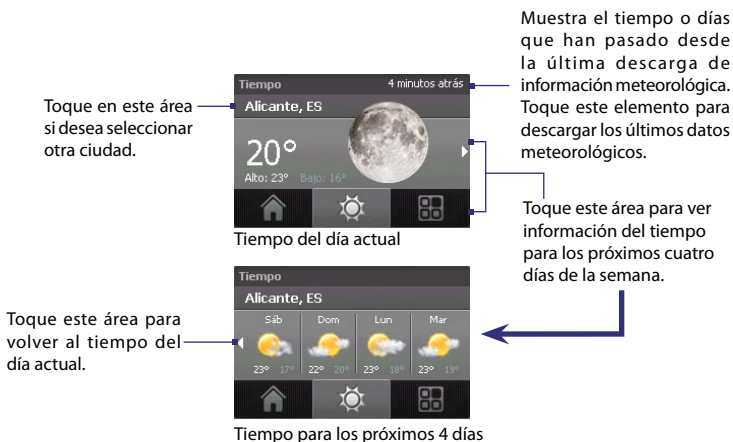 Muestra el tiempo o días
que han pasado desde
la última descarga de
información meteorológica.
Toque este elemento para
descargar los últimos datos
meteorológicos.
Toque en este área
si desea seleccionar
otra ciudad.
Tiempo 4 minutos atrás
Alicante, ES
20°
Alto: 23° Bajo: 16°
Tiempo del día actual
Toque este área para ver
información del tiempo
para los próximos cuatro
días de la semana.
Toque este área para
volver al tiempo del
día actual.
Tiempo
Alicante, ES
Sáb Dom Lun Mar
23° 17° 22° 20° 23° 18° 23° 19°
Tiempo para los próximos 4 días